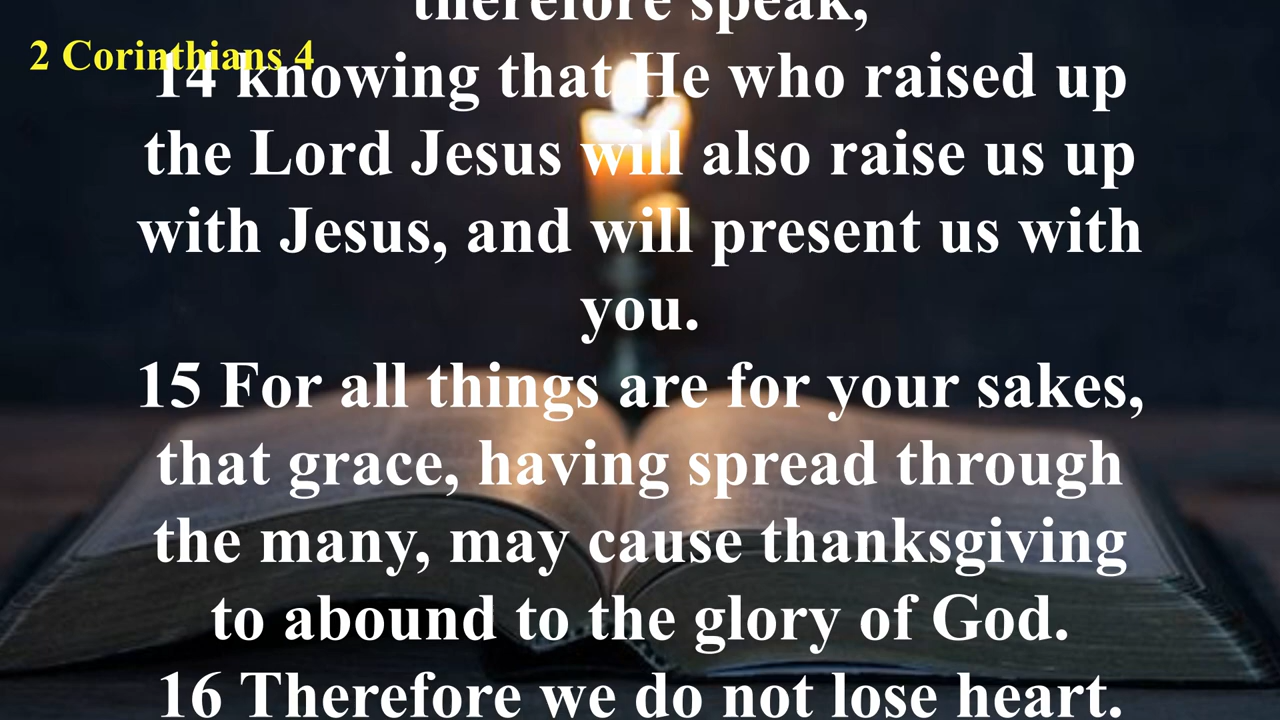 therefore speak,
2 Corinthians 4
14 knowing that He who raised up
the Lord Jesus will also raise us up
with Jesus, and will present us with
you.
15 For all things are for your sakes,
that grace, having spread through
the many, may cause thanksgiving
to abound to the glory of God.
16 Therefore we do not lose heart.